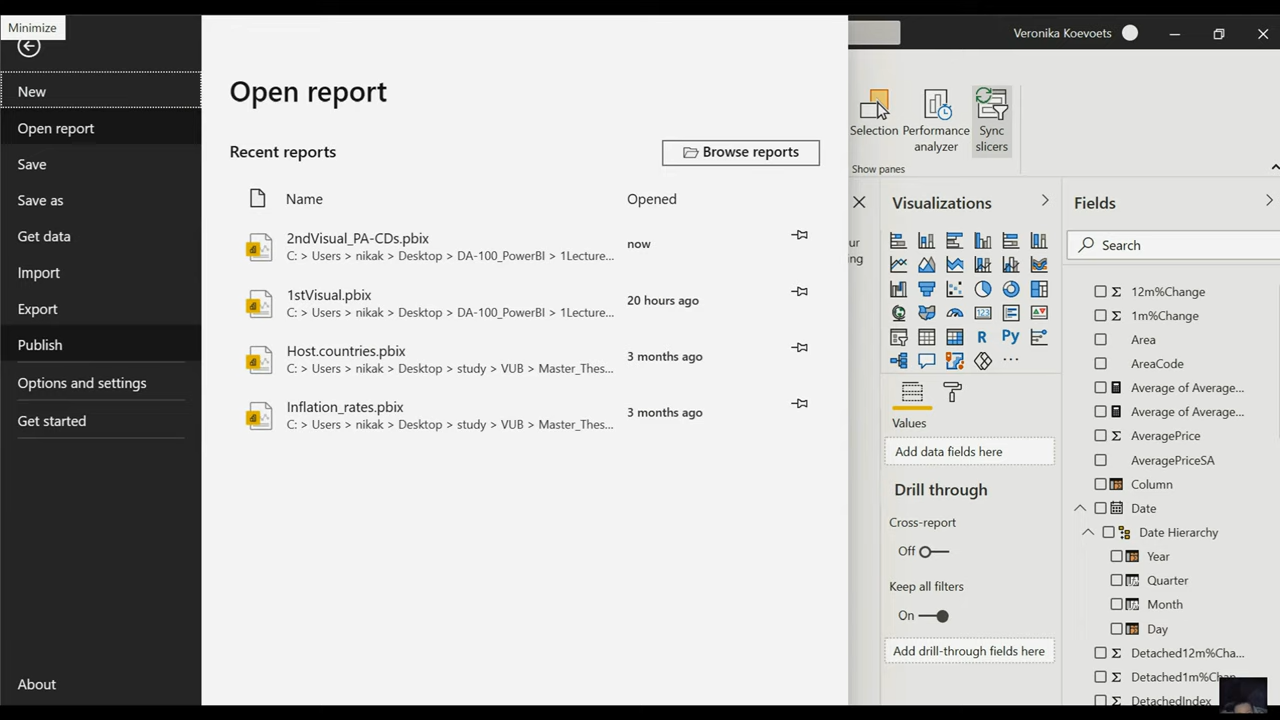 Minimize
New
Open report
Save
Save as
Get data
Import
Export
Publish
Options and settings
Get started
About
Open report
Recent reports
Browse reports
Name
Opened
2ndVisual_PA-CDs.pbix
C: > Users > nikak > Desktop > DA-100_PowerBI > 1Lecture...
now
1stVisual.pbix
C: > Users > nikak > Desktop > DA-100_PowerBI > 1Lecture...
20 hours ago
Host.countries.pbix
C: > Users > nikak > Desktop > study > VUB > Master_Thes...
3 months ago
Inflation_rates.pbix
C: > Users > nikak > Desktop > study > VUB > Master_Thes...
3 months ago
Veronika Koevoets
Selection
Performance
analyzer
Sync
slicers
Show panes
Visualizations
R
Py
...
Values
Add data fields here
Drill through
Cross-report
Off
Keep all filters
On
Add drill-through fields here
Fields
Search
12m%Change
1m%Change
Area
AreaCode
Average of Average...
Average of Average...
AveragePrice
AveragePriceSA
Column
Date
Date Hierarchy
Year
Quarter
Month
Day
Detached12m%Cha...
Detached1m%Chan
DetachedIndex